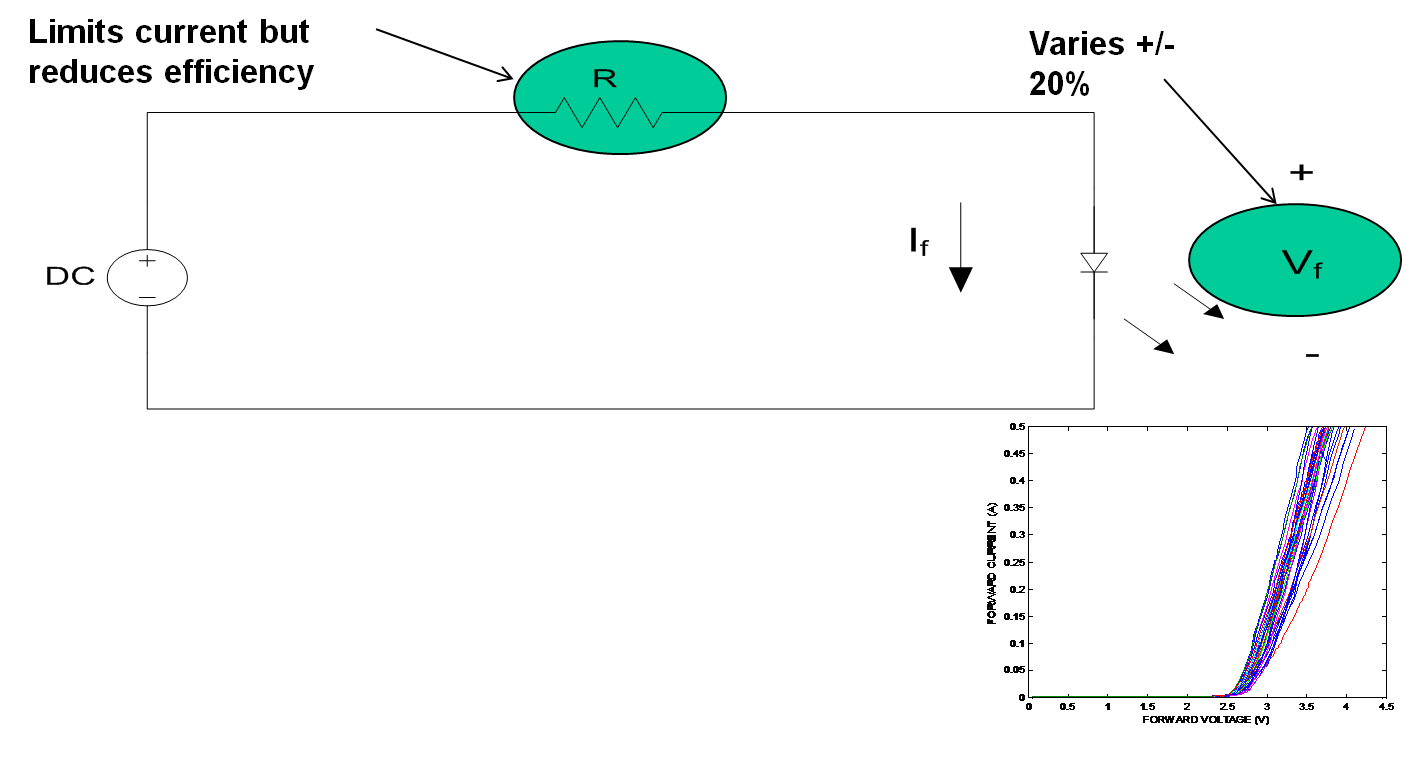 Limits current but
reduces efficiency
R
Varies +/-
20%
+
V_f
-
I_f
DC
+
–
0.5
0.45
0.4
0.35
0.3
0.25
0.2
0.15
0.1
0.05
0
FORWARD CURRENT (A)
0 0.5 1 1.5 2 2.5 3 3.5 4 4.5
FORWARD VOLTAGE (V)